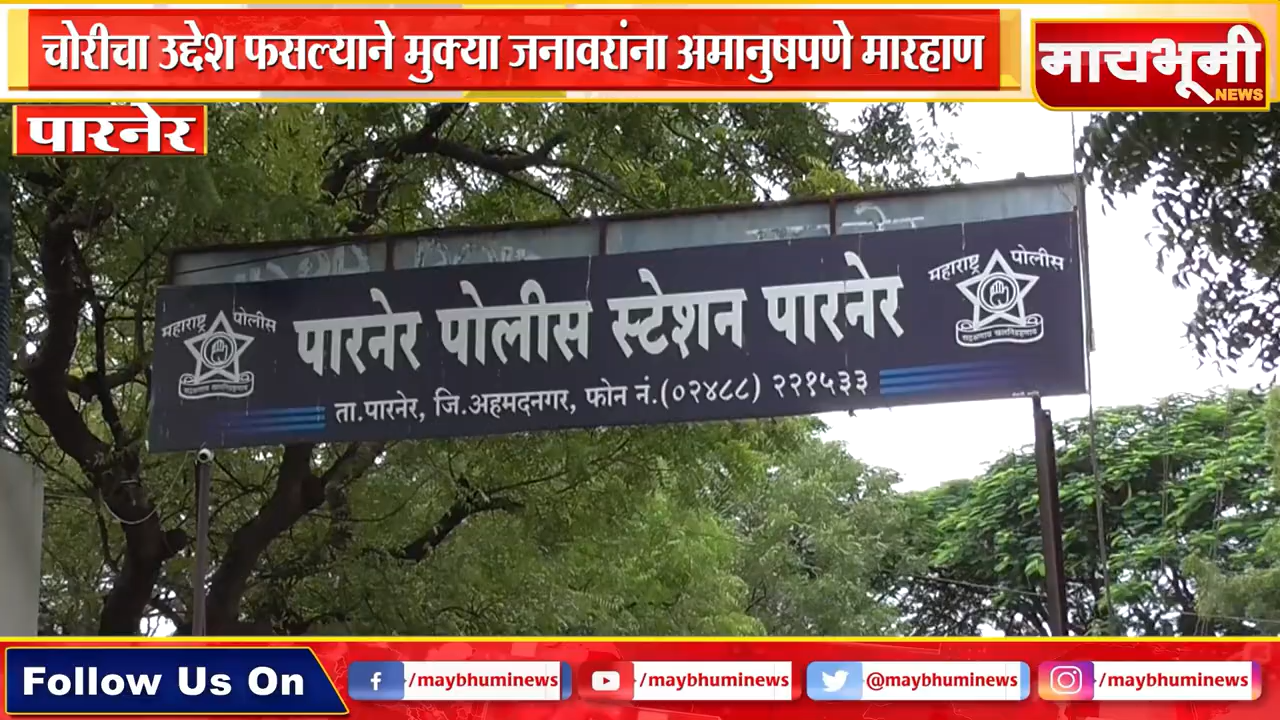 चोरीचा उद्देश फसल्याने मुक्या जनावरांना अमानुषपणे मारहाण
मायभूमी
NEWS
पारनेर
महाराष्ट्र पोलीस
महाराष्ट्र पोलीस
पारनेर पोलीस स्टेशन पारनेर
ता.पारनेर, जि.अहमदनगर, फोन नं.(०२४८८) २२१५३३
Follow Us On
/maybhuminews
/maybhuminews
@maybhuminews
/maybhuminews